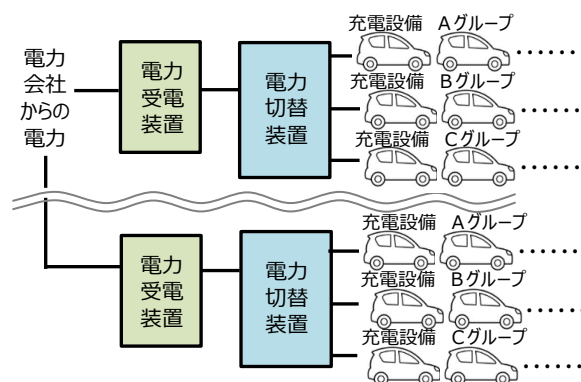 電力
会社
からの
電力
電力
受電
装置
電力
切替
装置
充電設備 Aグループ
充電設備 Bグループ
充電設備 Cグループ
電力
受電
装置
電力
切替
装置
充電設備 Aグループ
充電設備 Bグループ
充電設備 Cグループ